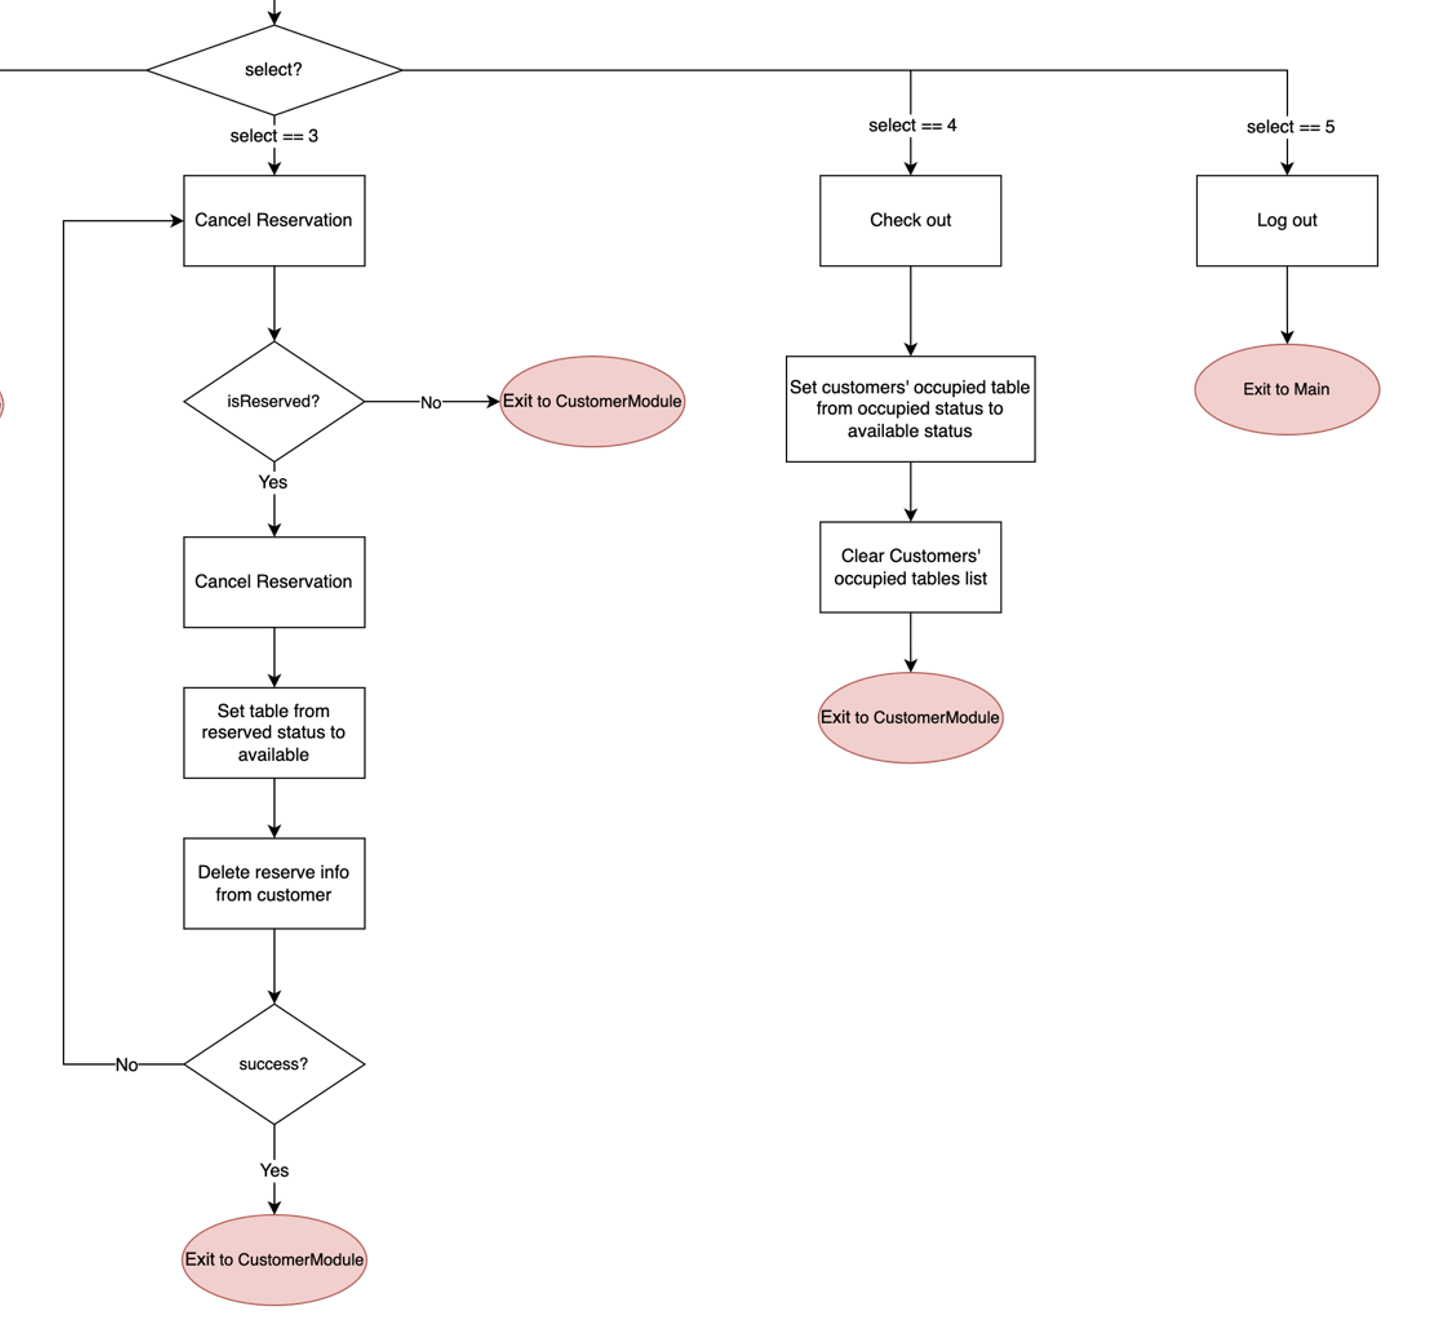 select?
select == 3
select == 4
select == 5
Cancel Reservation
Check out
Log out
isReserved?
No
Exit to CustomerModule
Set customers' occupied table
from occupied status to
available status
Exit to Main
Yes
Cancel Reservation
Clear Customers'
occupied tables list
Set table from
reserved status to
available
Exit to CustomerModule
Delete reserve info
from customer
success?
No
Yes
Exit to CustomerModule